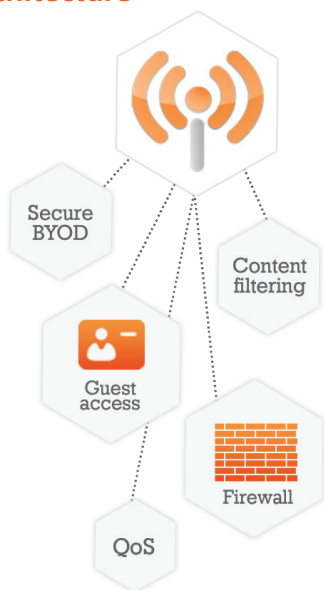 Secure
BYOD
Content
filtering
Guest
access
Firewall
QoS